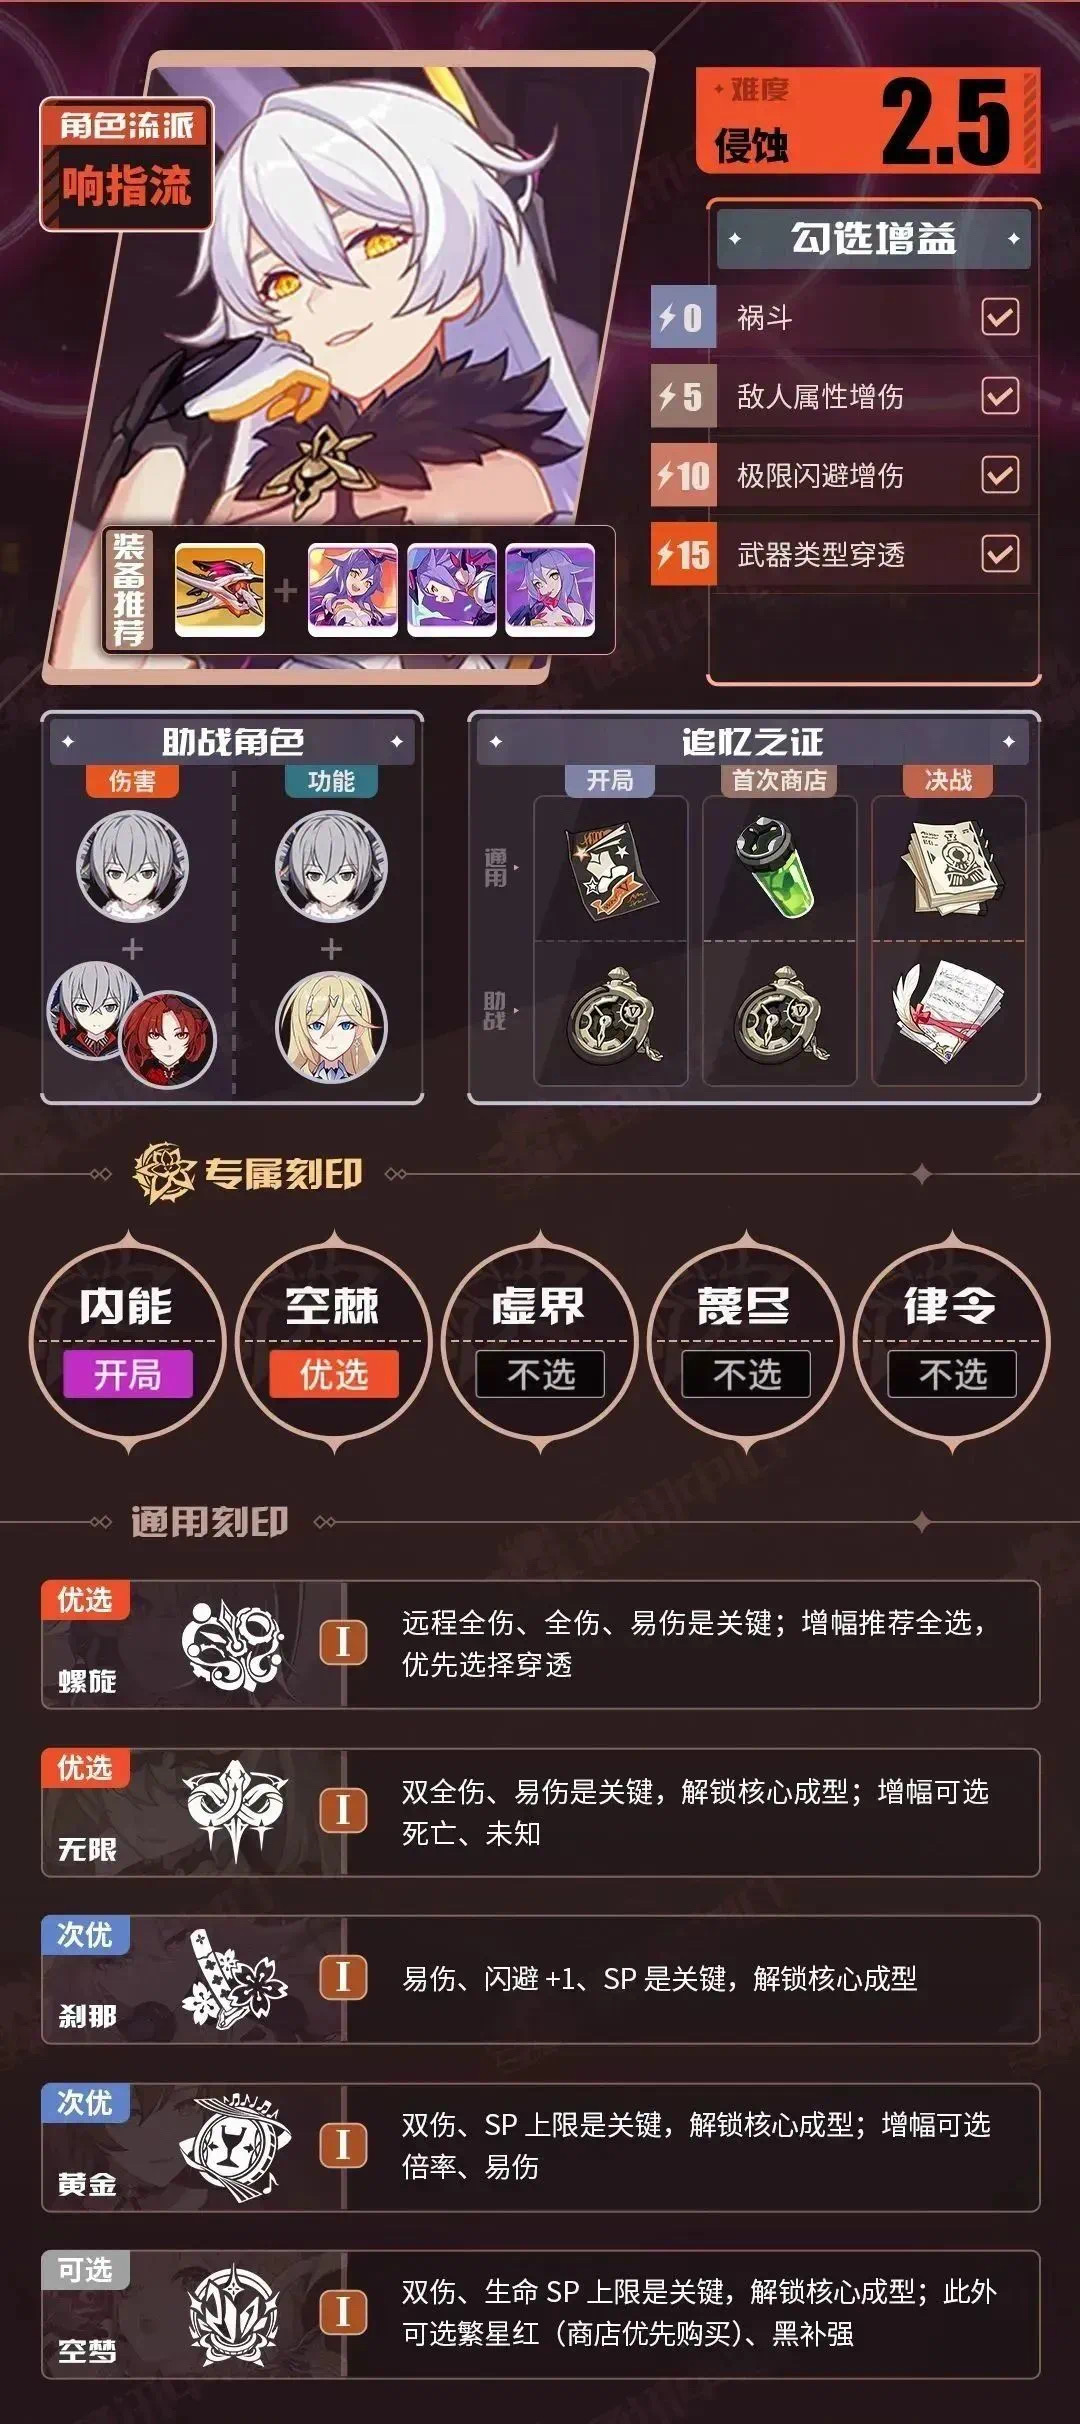 角色流派
响指流
难度
侵蚀
2.5
勾选增益
0 祸斗
5 敌人属性增伤
10 极限闪避增伤
15 武器类型穿透
装备推荐
助战角色
伤害
功能
追忆之证
开局
首次商店
决战
通用
助战
专属刻印
内能
开局
空棘
优选
虚界
不选
蔑尽
不选
律令
不选
通用刻印
优选
螺旋
I
远程全伤、全伤、易伤是关键；增幅推荐全选，
优先选择穿透
优选
无限
I
双全伤、易伤是关键，解锁核心成型；增幅可选
死亡、未知
次优
刹那
I
易伤、闪避 +1、SP 是关键，解锁核心成型
次优
黄金
I
双伤、SP 上限是关键，解锁核心成型；增幅可选
倍率、易伤
可选
空梦
I
双伤、生命 SP 上限是关键，解锁核心成型；此外
可选繁星红（商店优先购买）、黑补强